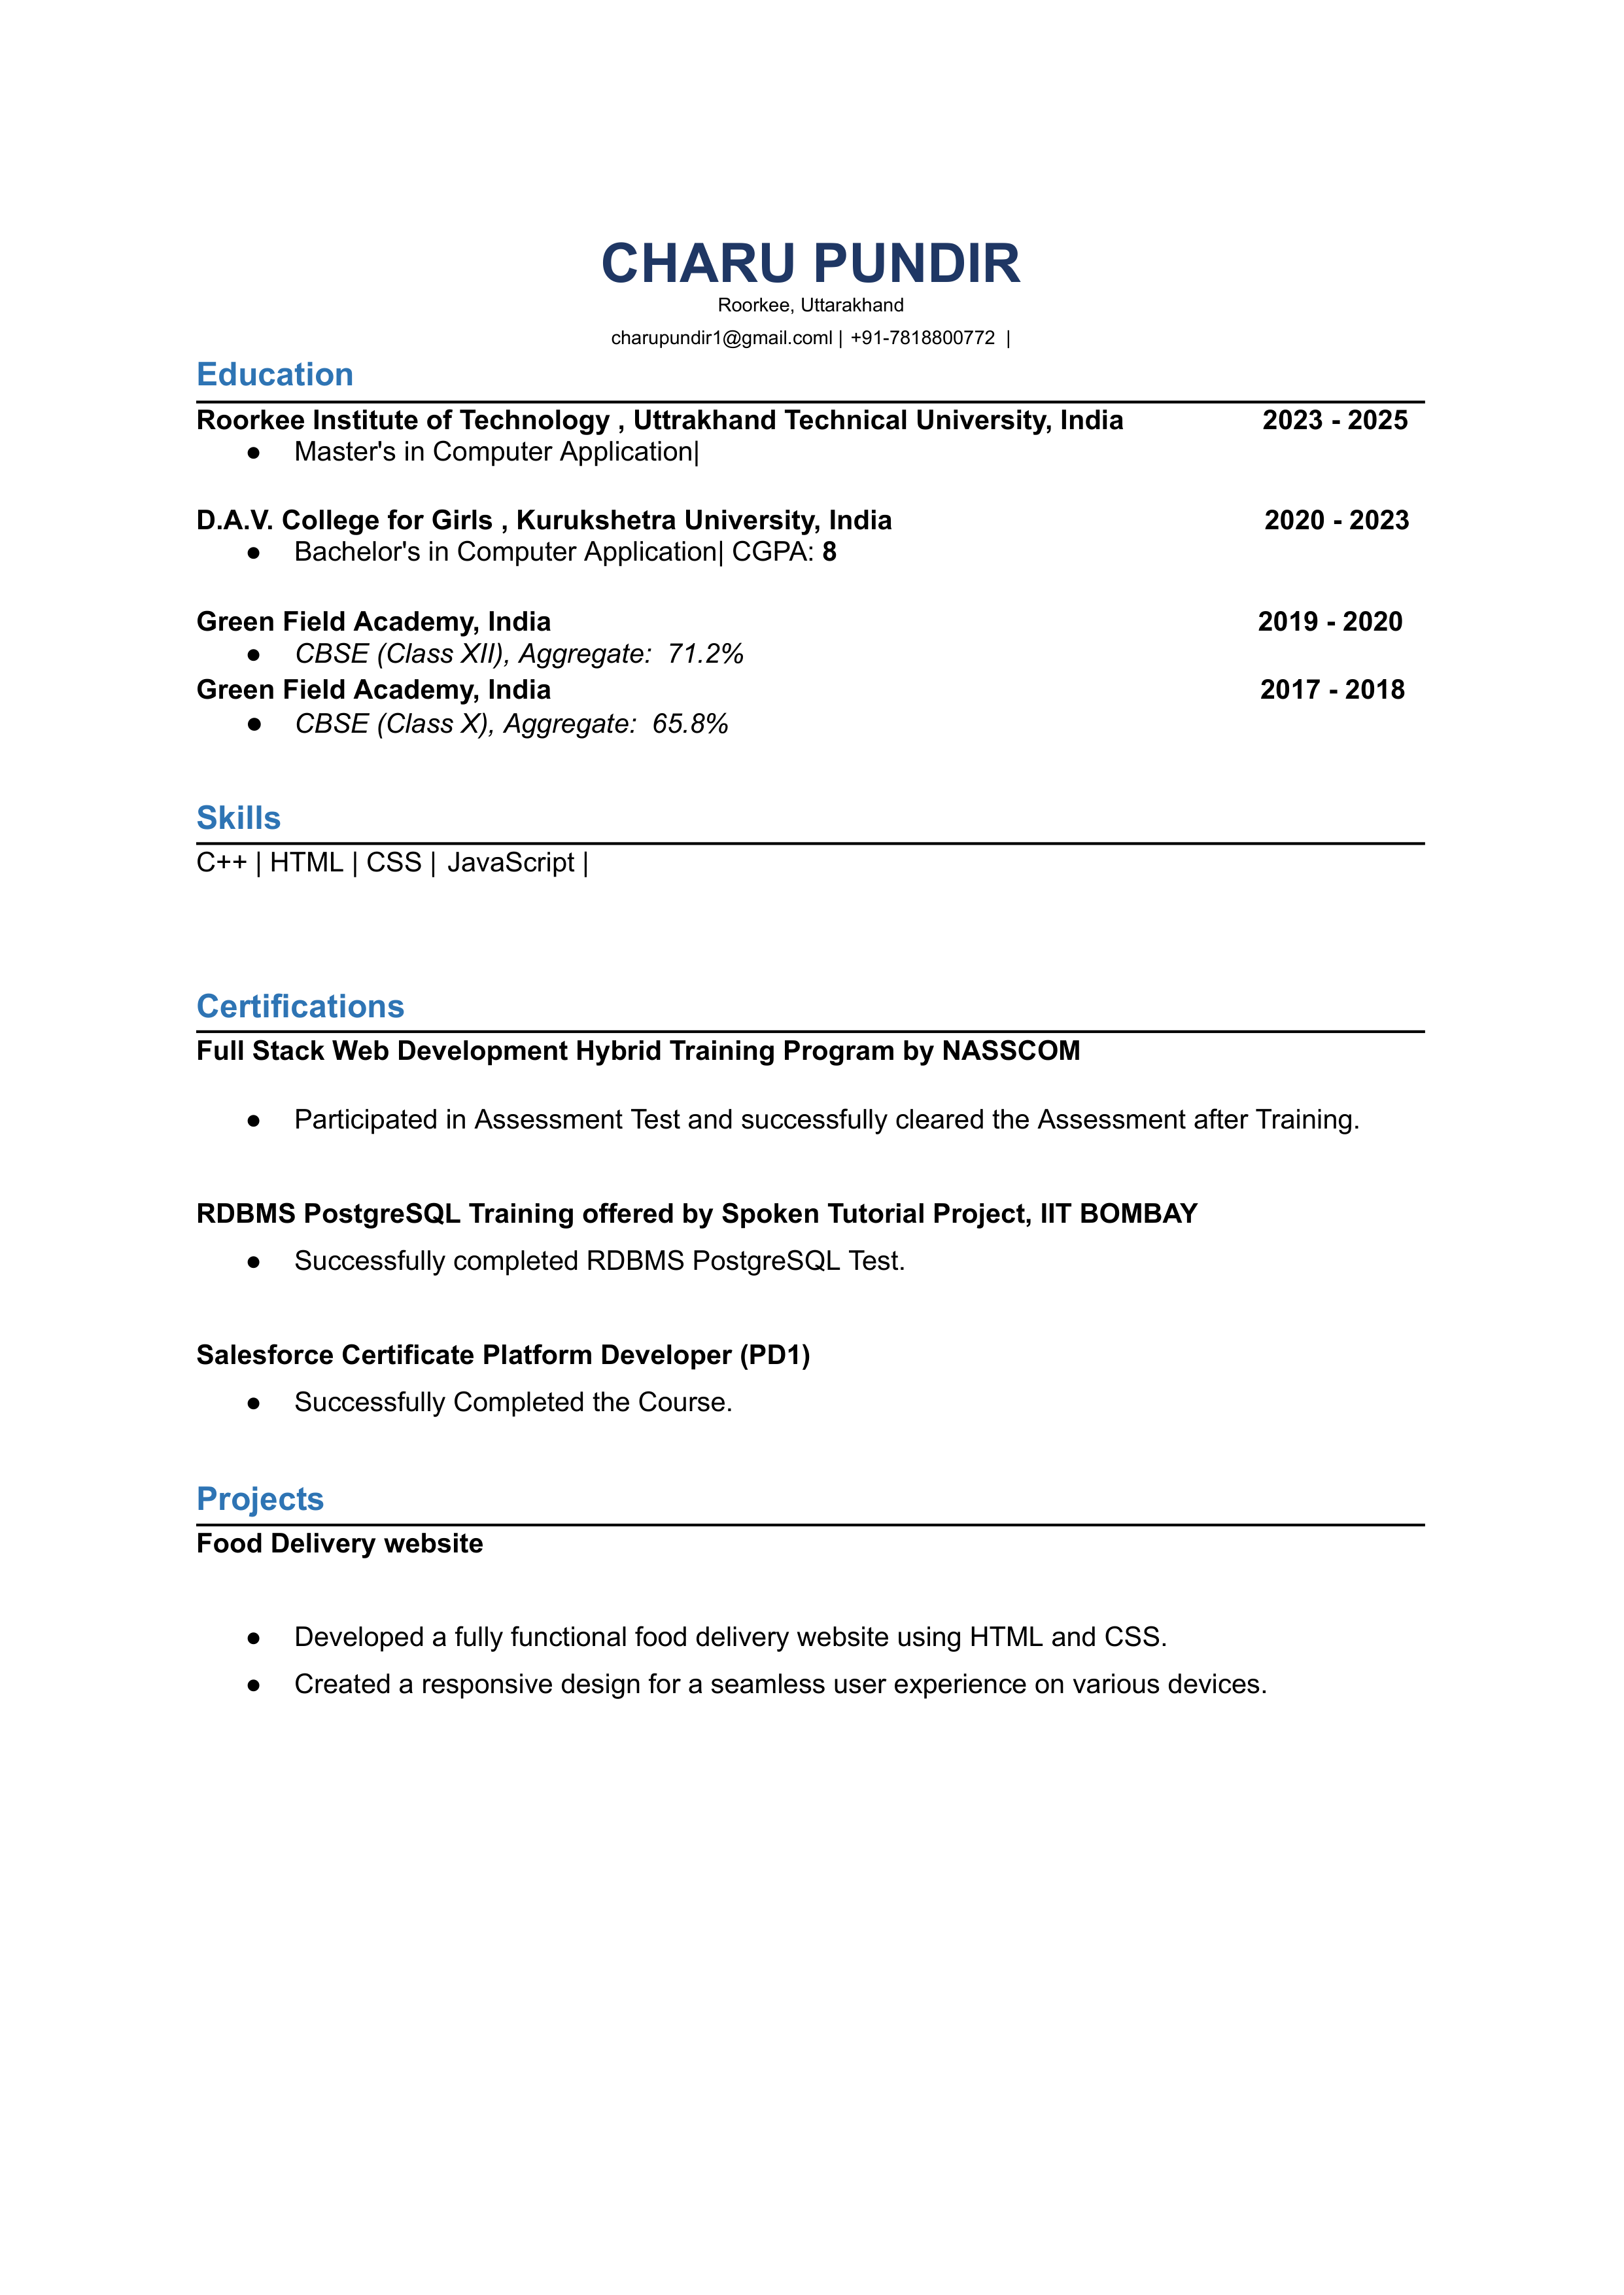 CHARU PUNDIR
Roorkee, Uttarakhand
charupundir1@gmail.coml | +91-7818800772 |
Education
Roorkee Institute of Technology , Uttrakhand Technical University, India 2023 - 2025
● Master's in Computer Application|
D.A.V. College for Girls , Kurukshetra University, India 2020 - 2023
● Bachelor's in Computer Application| CGPA: 8
Green Field Academy, India 2019 - 2020
● CBSE (Class XII), Aggregate: 71.2%
Green Field Academy, India 2017 - 2018
● CBSE (Class X), Aggregate: 65.8%
Skills
C++ | HTML | CSS | JavaScript |
Certifications
Full Stack Web Development Hybrid Training Program by NASSCOM
● Participated in Assessment Test and successfully cleared the Assessment after Training.
RDBMS PostgreSQL Training offered by Spoken Tutorial Project, IIT BOMBAY
● Successfully completed RDBMS PostgreSQL Test.
Salesforce Certificate Platform Developer (PD1)
● Successfully Completed the Course.
Projects
Food Delivery website
● Developed a fully functional food delivery website using HTML and CSS.
● Created a responsive design for a seamless user experience on various devices.